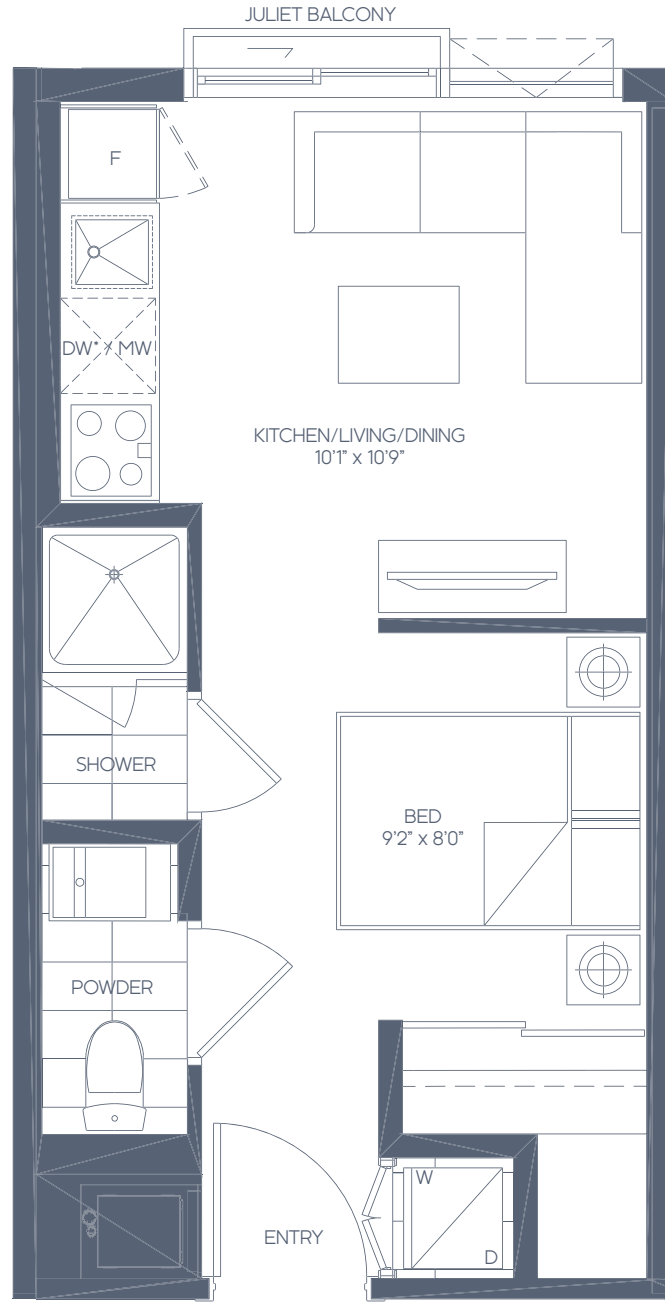 JULIET BALCONY
F
DW* / MW
KITCHEN/LIVING/DINING
10'1" x 10'9"
SHOWER
BED
9'2" x 8'0"
POWDER
W
ENTRY
D